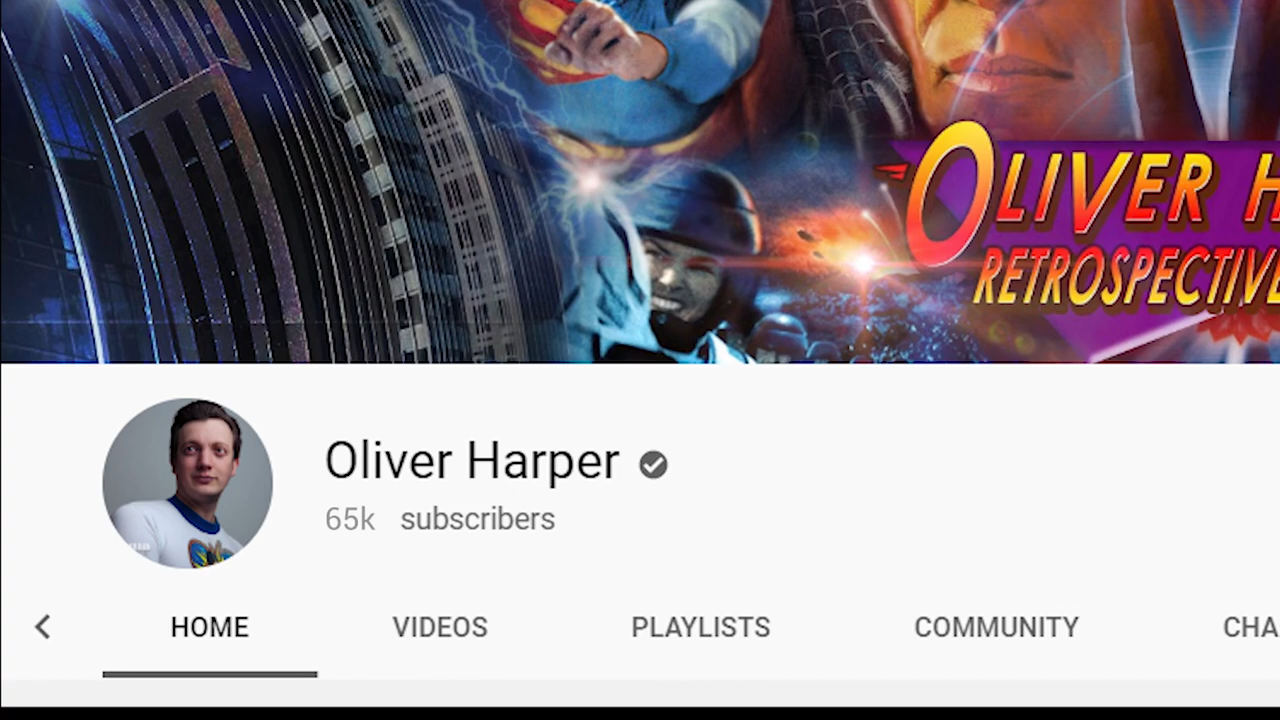 OLIVER H
RETROSPECTIVE
Oliver Harper
65k subscribers
HOME VIDEOS PLAYLISTS COMMUNITY CHA